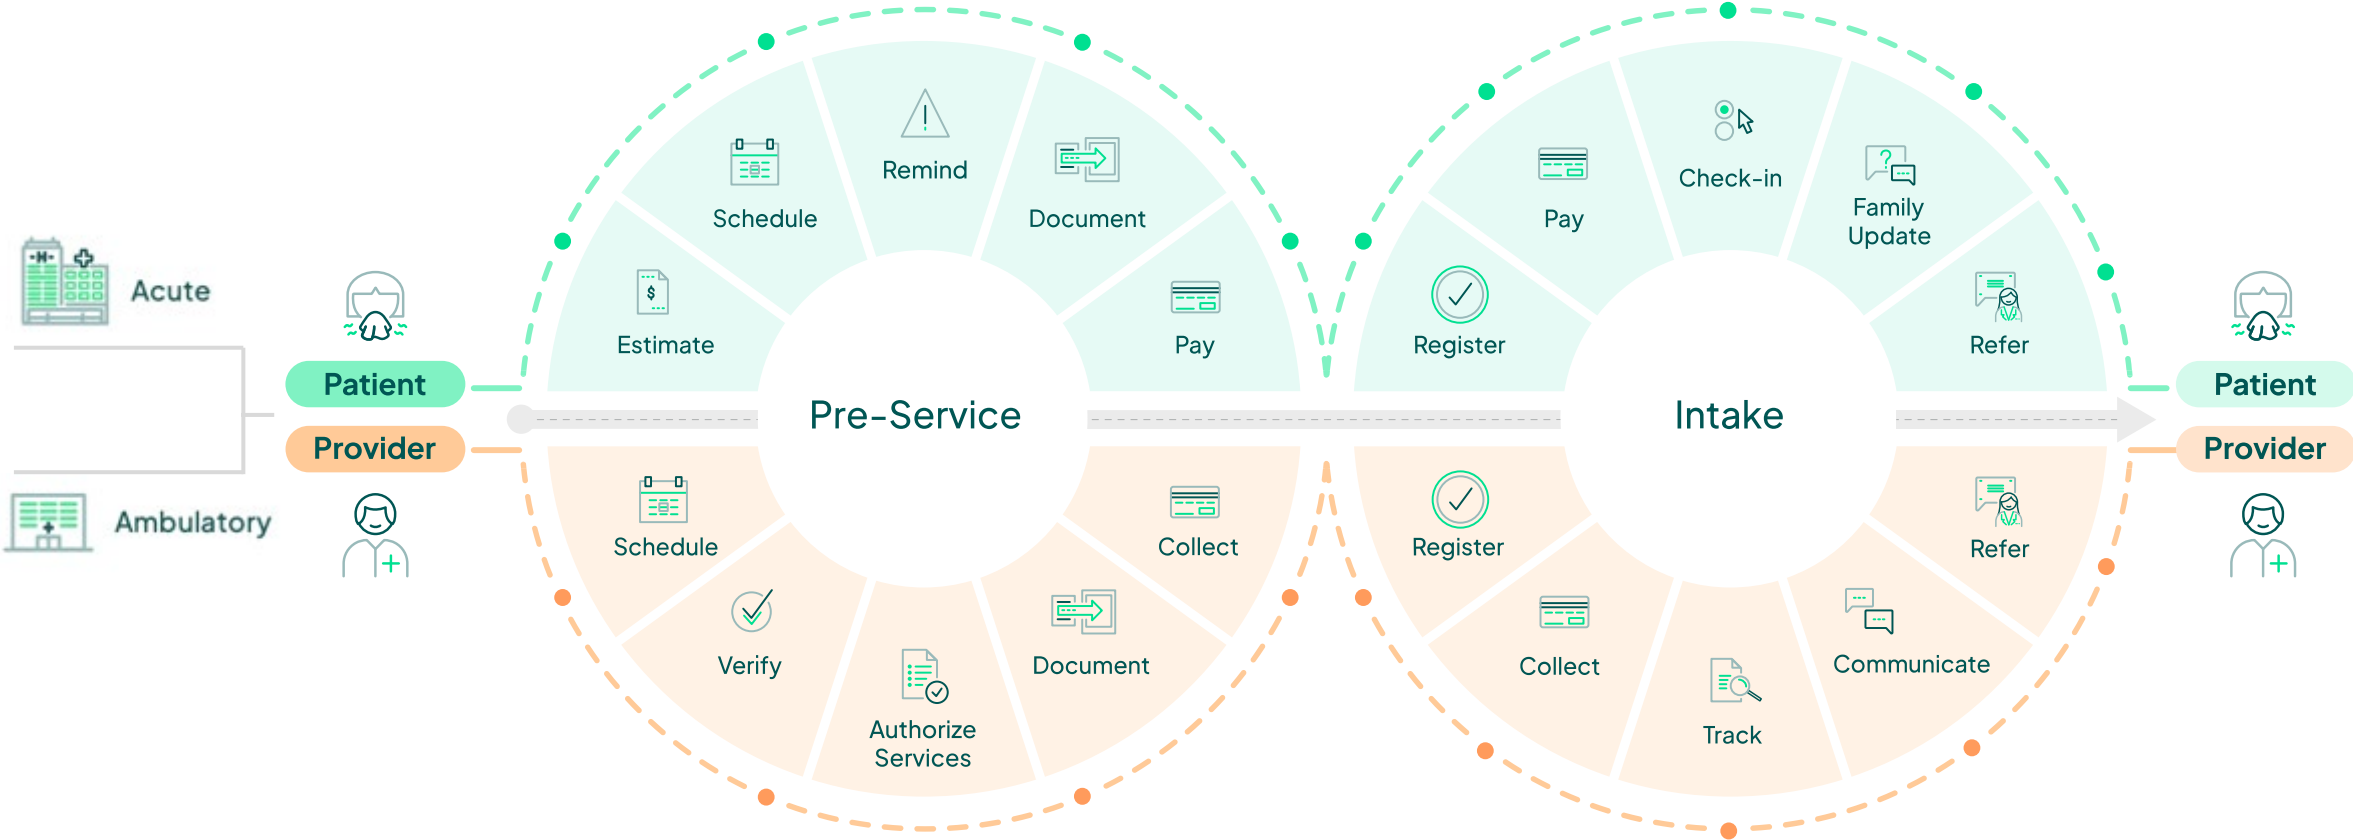 Acute
Patient
Provider
Ambulatory
Remind
Schedule
Document
Estimate
Pay
Pre-Service
Schedule
Collect
Verify
Document
Authorize
Services
Check-in
Pay
Family
Update
Register
Refer
Intake
Register
Refer
Collect
Communicate
Track
Patient
Provider